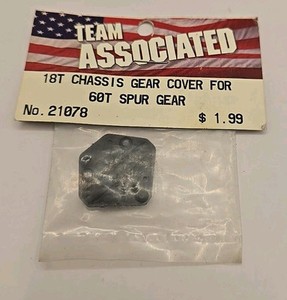 TEAM
ASSOCIATED
18T CHASSIS GEAR COVER FOR
60T SPUR GEAR
No. 21078 $ 1.99